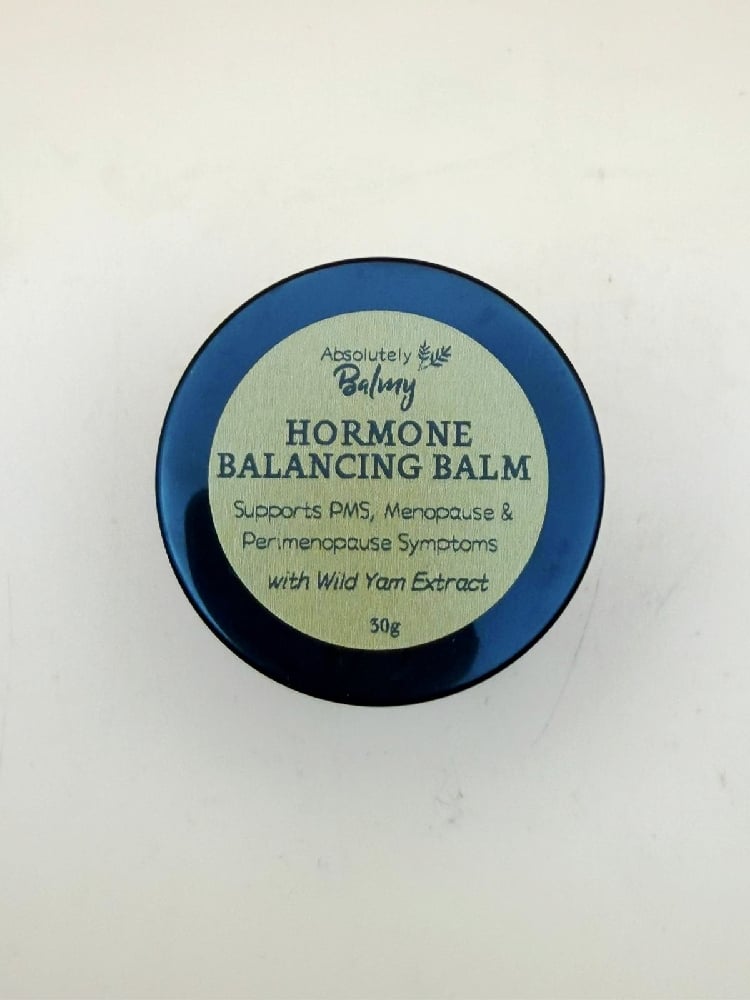 Absolutely
Balmy
HORMONE
BALANCING BALM
Supports PMS, Menopause &
Perimenopause Symptoms
with Wild Yam Extract
30g